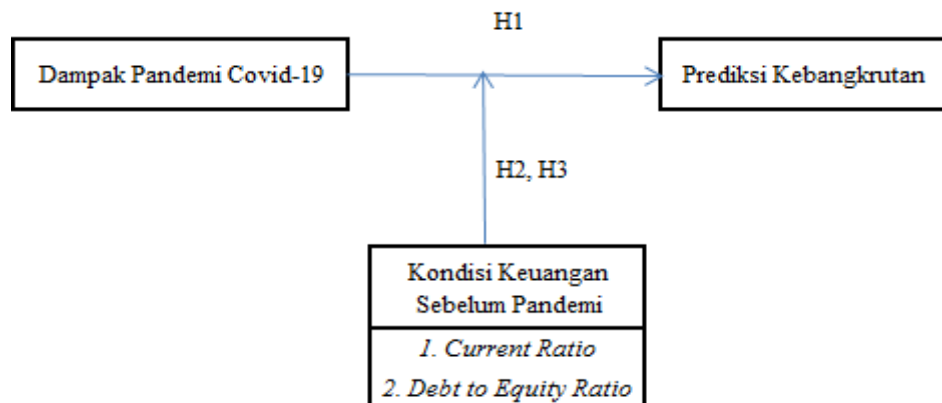 H1
Dampak Pandemi Covid-19
Prediksi Kebangkrutan
H2, H3
Kondisi Keuangan
Sebelum Pandemi
1. Current Ratio
2. Debt to Equity Ratio